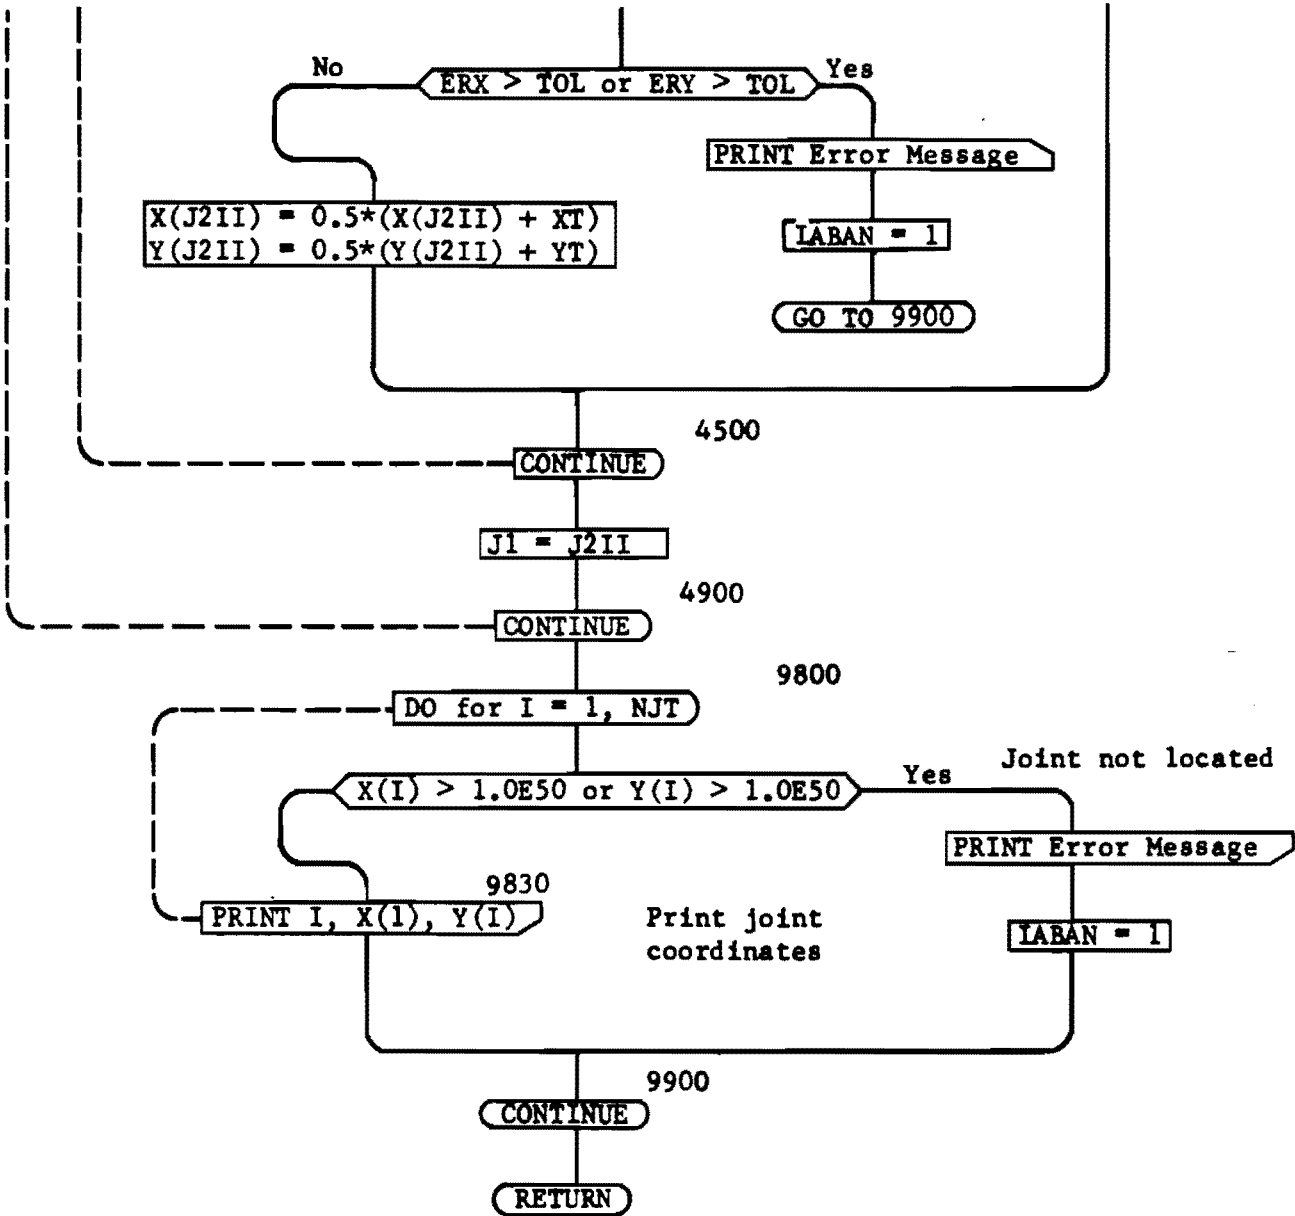 No
ERX > TOL or ERY > TOL
Yes
PRINT Error Message
X(J2II) = 0.5*(X(J2II) + XT)
Y(J2II) = 0.5*(Y(J2II) + YT)
IABAN = 1
GO TO 9900
4500
CONTINUE
J1 = J2II
4900
CONTINUE
9800
DO for I = 1, NJT
Joint not located
X(I) > 1.0E50 or Y(I) > 1.0E50
Yes
PRINT Error Message
9830
PRINT I, X(1), Y(I)
Print joint
coordinates
IABAN = 1
9900
CONTINUE
RETURN